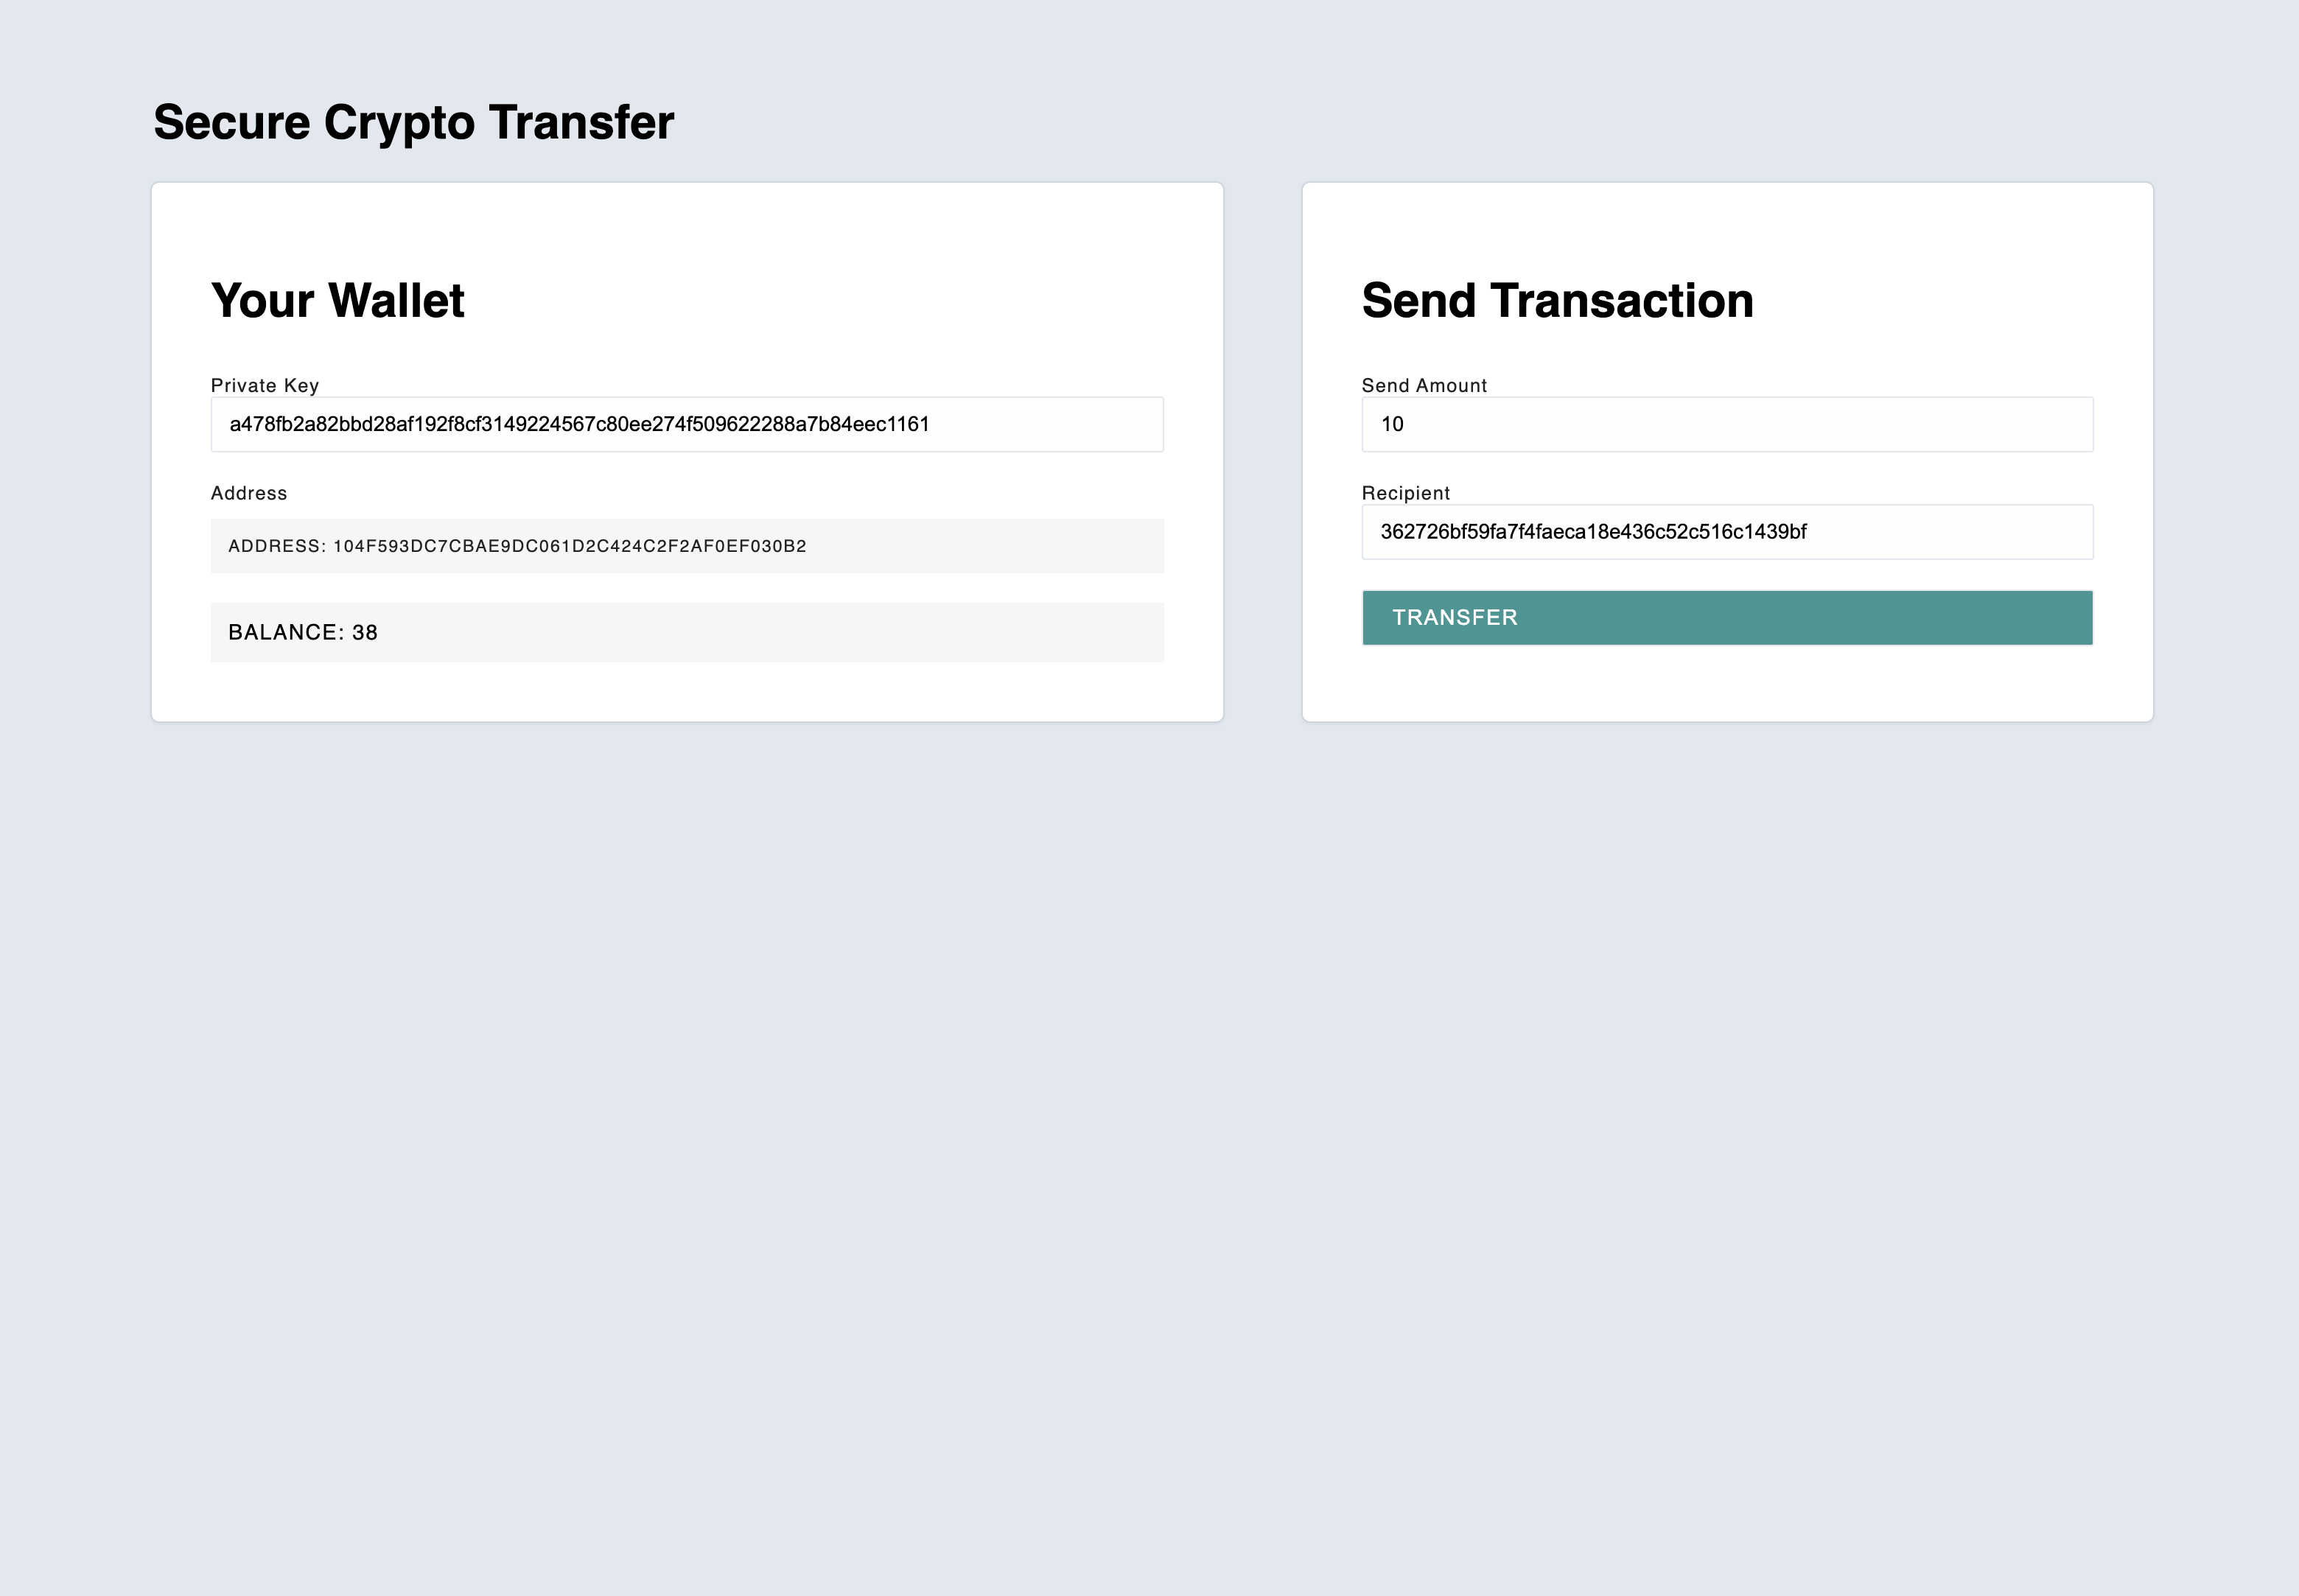 Secure Crypto Transfer
Your Wallet
Private Key
a478fb2a82bbd28af192f8cf3149224567c80ee274f509622288a7b84eec1161
Address
ADDRESS: 104F593DC7CBAE9DC061D2C424C2F2AF0EF030B2
BALANCE: 38
Send Transaction
Send Amount
10
Recipient
362726bf59fa7f4faeca18e436c52c516c1439bf
TRANSFER